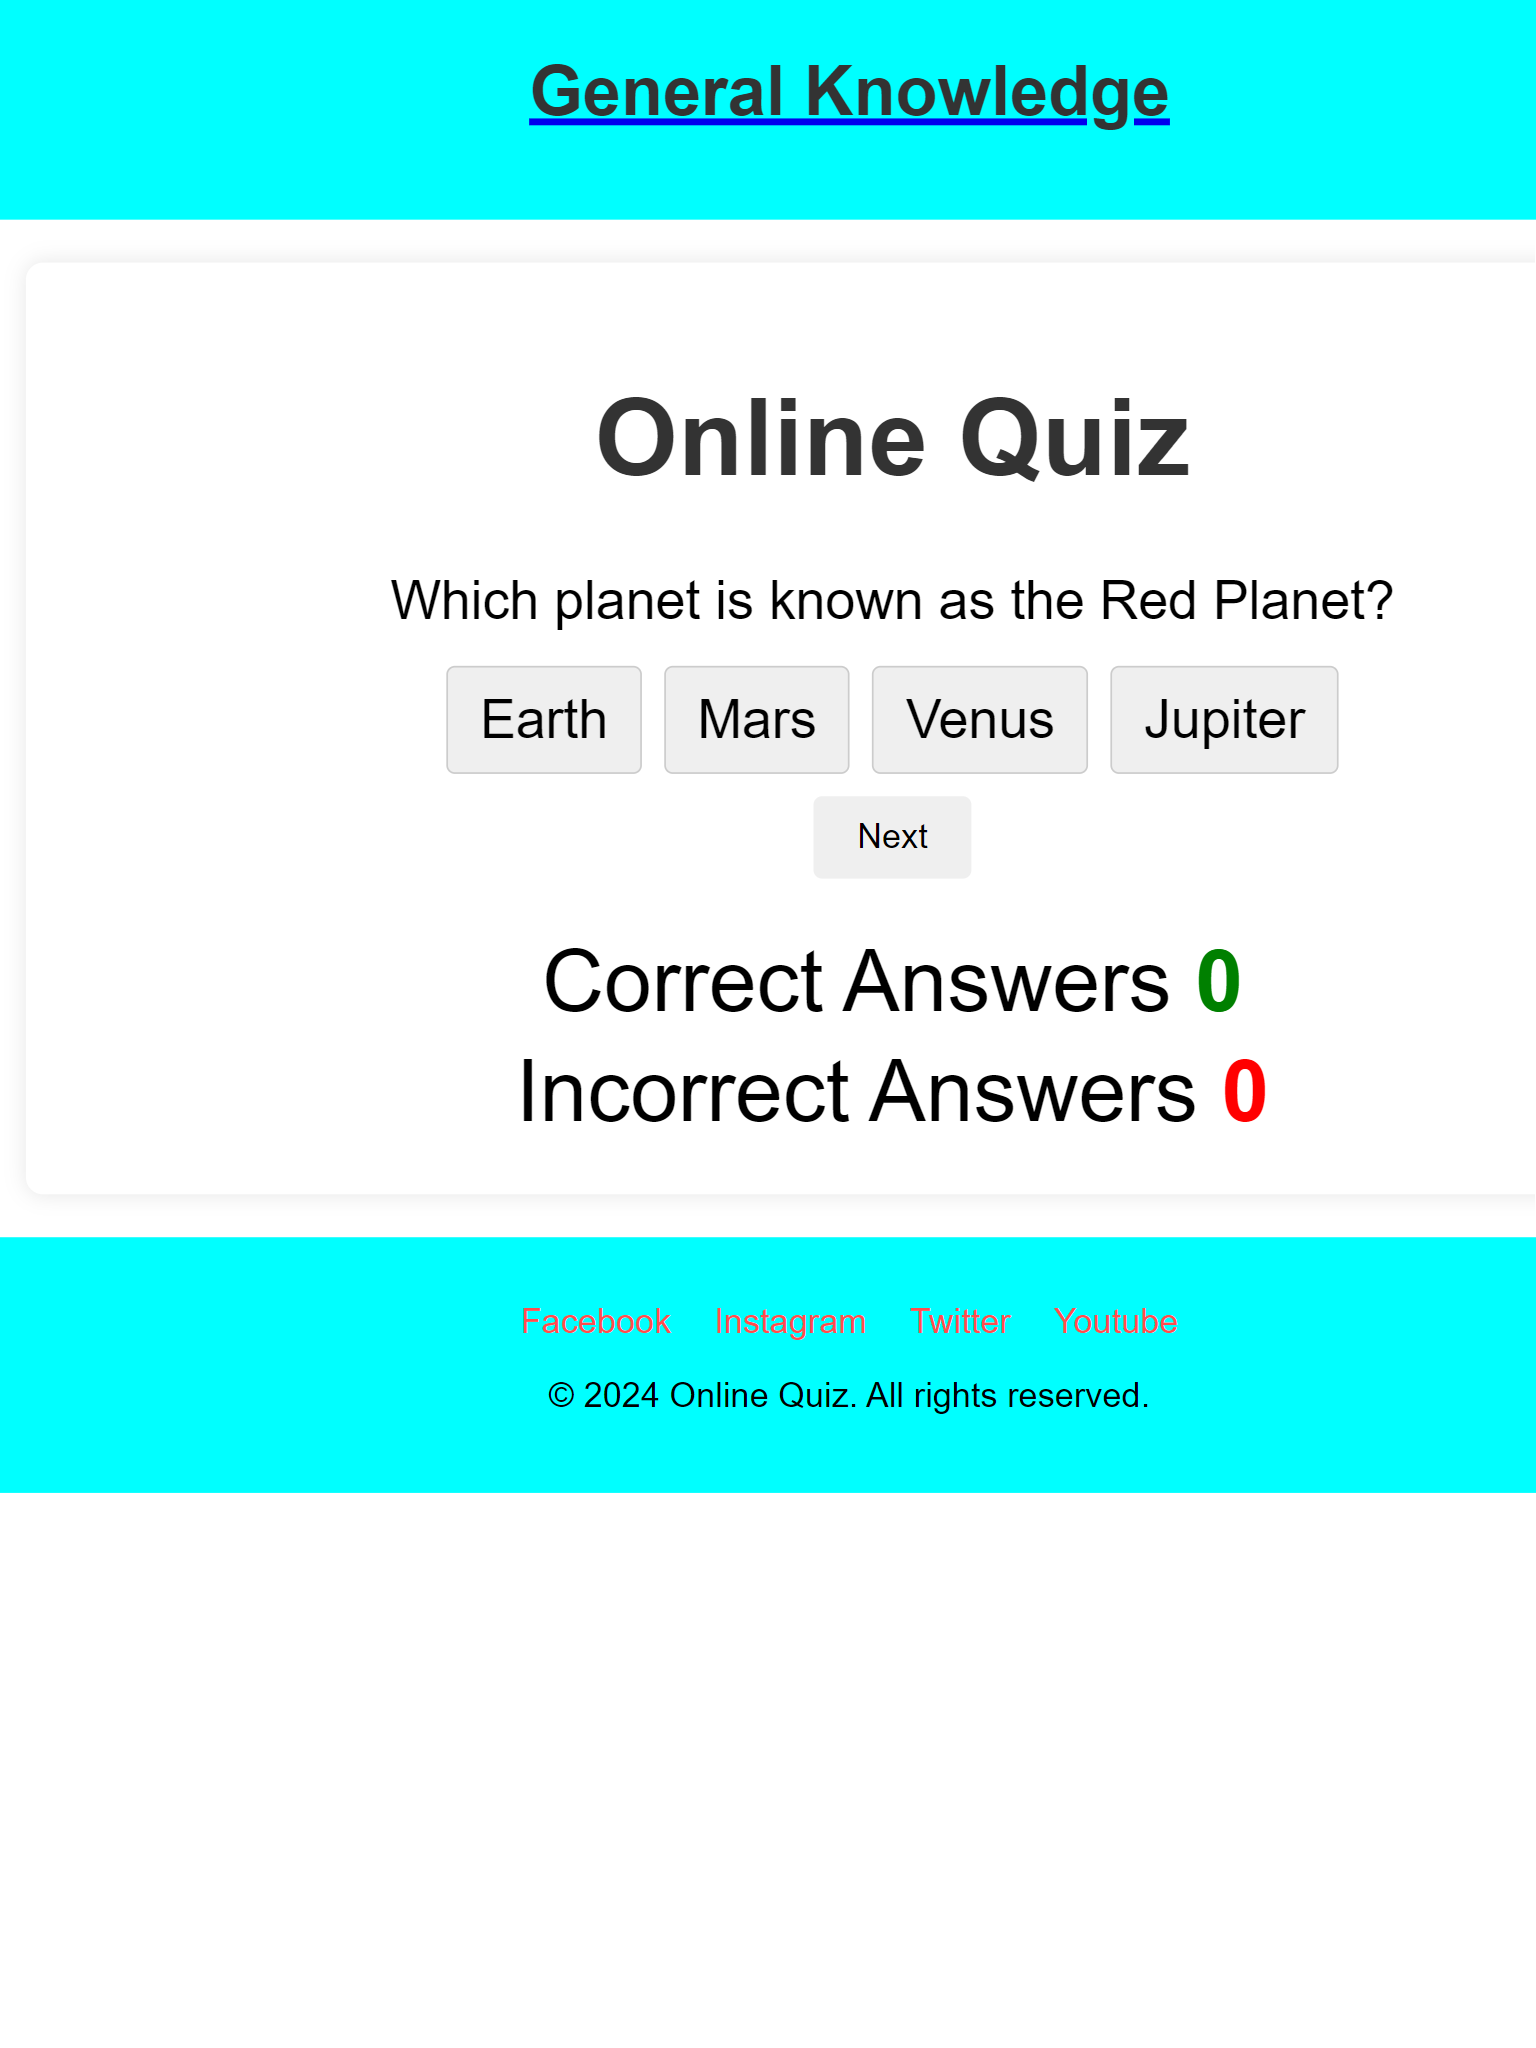 General Knowledge
Online Quiz
Which planet is known as the Red Planet?
Earth Mars Venus Jupiter
Next
Correct Answers 0
Incorrect Answers 0
Facebook Instagram Twitter Youtube
© 2024 Online Quiz. All rights reserved.